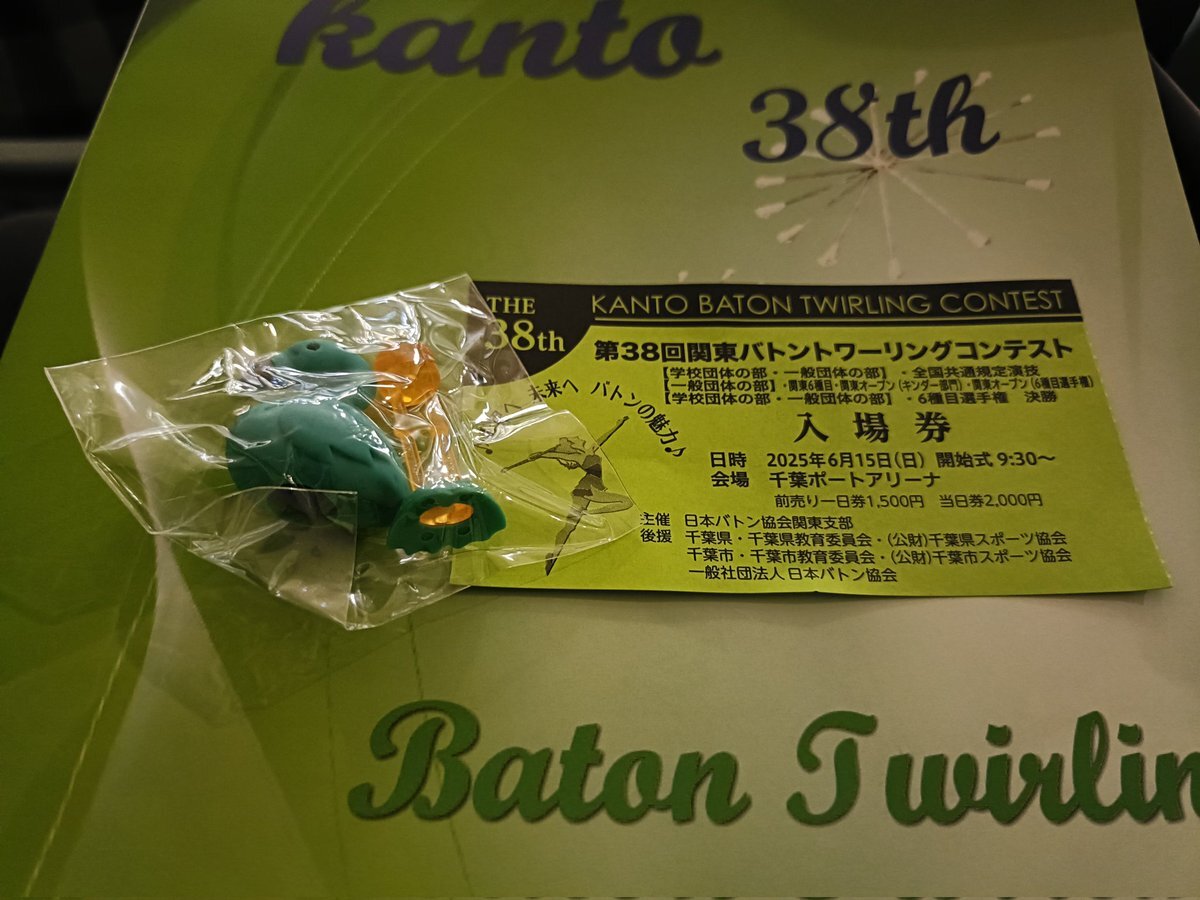 kanto
38th
THE
38th
KANTO BATON TWIRLING CONTEST
第38回関東バトントワーリングコンテスト
【学校団体の部・一般団体の部】・全国共通規定演技
【一般団体の部】・関東6種目・関東オープン(キンダー部門)・関東オープン(6種目選手権)
【学校団体の部・一般団体の部】・6種目選手権 決勝
へ 未来へ バトンの魅力♪
入場券
日時 2025年6月15日(日) 開始式 9:30〜
会場 千葉ポートアリーナ
前売り一日券1,500円 当日券2,000円
主催 日本バトン協会関東支部
後援 千葉県・千葉県教育委員会・(公財)千葉県スポーツ協会
千葉市・千葉市教育委員会・(公財)千葉市スポーツ協会
一般社団法人 日本バトン協会
Baton Twirlin